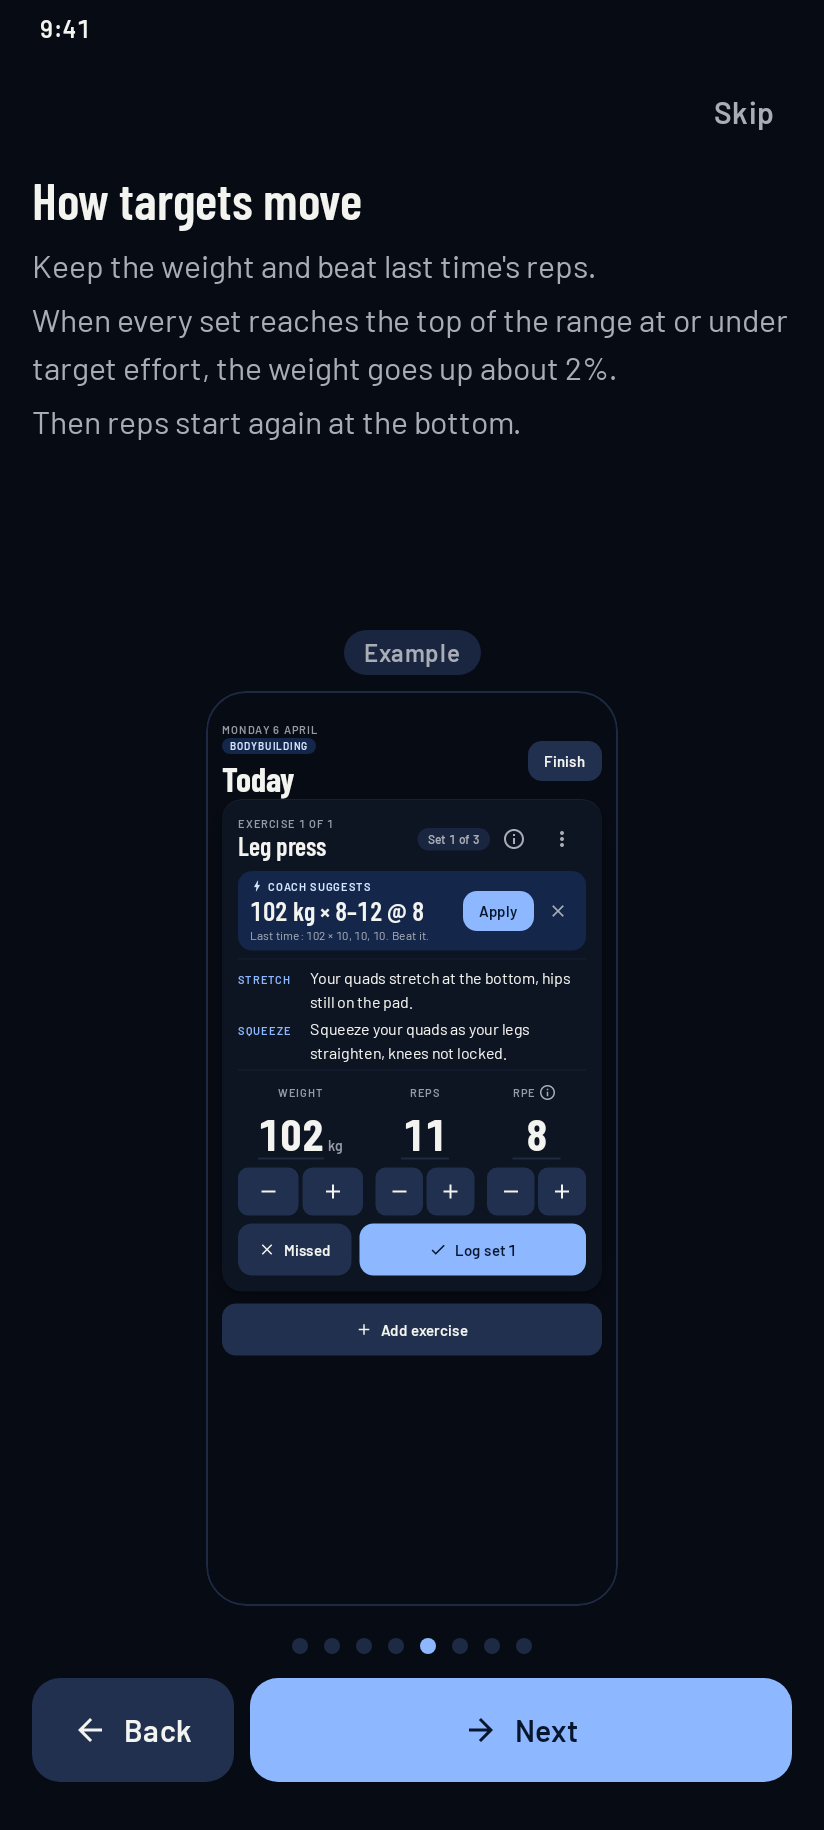 9:41
Skip
How targets move
Keep the weight and beat last time's reps.
When every set reaches the top of the range at or under
target effort, the weight goes up about 2%.
Then reps start again at the bottom.
Example
MONDAY 6 APRIL
BODYBUILDING
Today
Finish
EXERCISE 1 OF 1
Leg press
Set 1 of 3
COACH SUGGESTS
102 kg × 8–12 @ 8
Last time: 102 × 10, 10, 10. Beat it.
Apply
STRETCH Your quads stretch at the bottom, hips
still on the pad.
SQUEEZE Squeeze your quads as your legs
straighten, knees not locked.
WEIGHT REPS RPE
102 kg 11 8
Missed Log set 1
Add exercise
Back Next